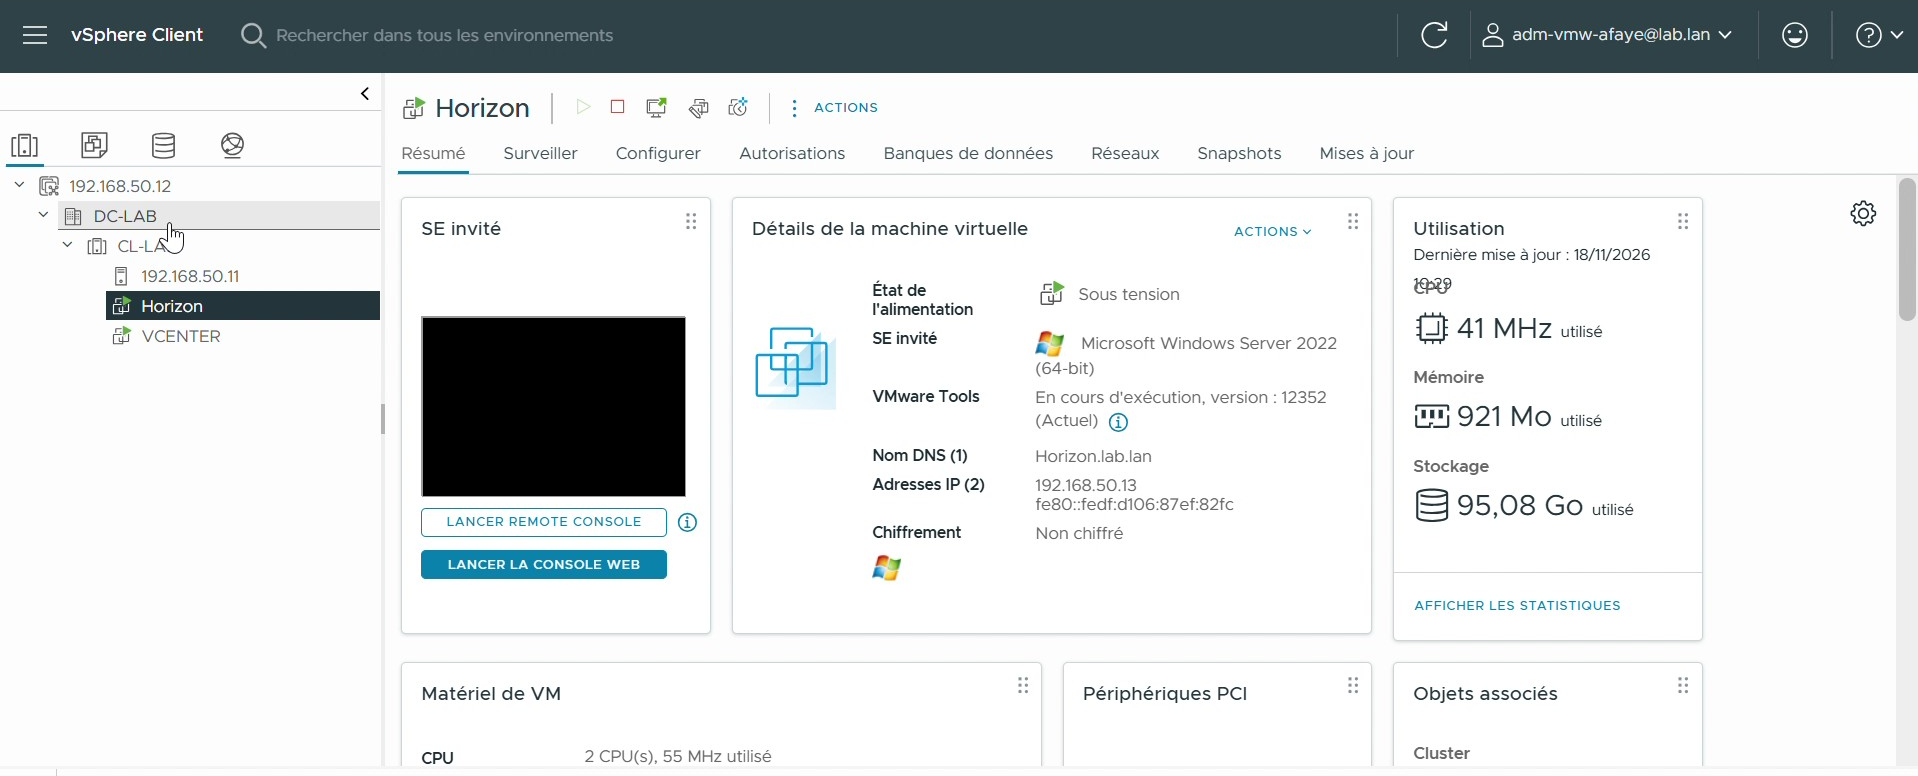 vSphere Client
Rechercher dans tous les environnements
adm-vmw-afaye@lab.lan
192.168.50.12
DC-LAB
CL-LA
192.168.50.11
Horizon
VCENTER
Horizon
ACTIONS
Résumé Surveiller Configurer Autorisations Banques de données Réseaux Snapshots Mises à jour
SE invité
LANCER REMOTE CONSOLE
LANCER LA CONSOLE WEB
Détails de la machine virtuelle
ACTIONS
État de l'alimentation
Sous tension
SE invité
Microsoft Windows Server 2022
(64-bit)
VMware Tools
En cours d'exécution, version : 12352
(Actuel)
Nom DNS (1)
Horizon.lab.lan
Adresses IP (2)
192.168.50.13
fe80::fedf:d106:87ef:82fc
Chiffrement
Non chiffré
Utilisation
Dernière mise à jour : 18/11/2026
10:29
CPU
41 MHz utilisé
Mémoire
921 Mo utilisé
Stockage
95,08 Go utilisé
AFFICHER LES STATISTIQUES
Matériel de VM
CPU
2 CPU(s), 55 MHz utilisé
Périphériques PCI
Objets associés
Cluster